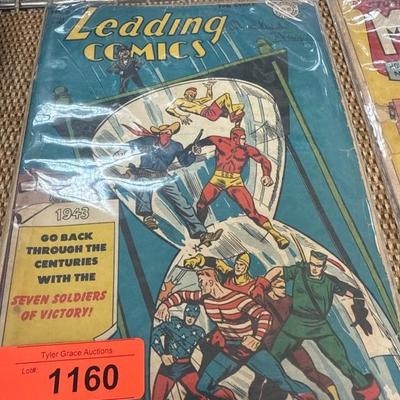 Leading
COMICS
1943
GO BACK
THROUGH THE
CENTURIES
WITH THE
SEVEN SOLDIERS
OF VICTORY!
Tyler Grace Auctions
Lot#:
1160